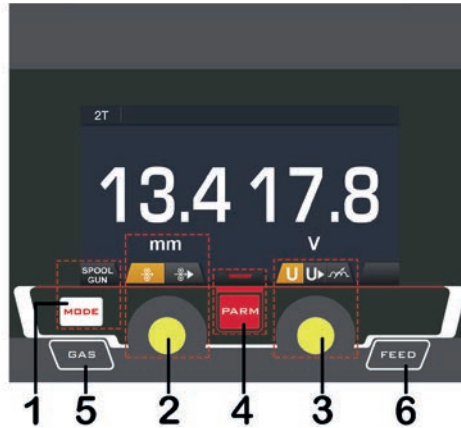 2T
13.4 17.8
mm V
SPOOL
GUN
U U
MODE
PARM
GAS
FEED
1 5 2 4 3 6